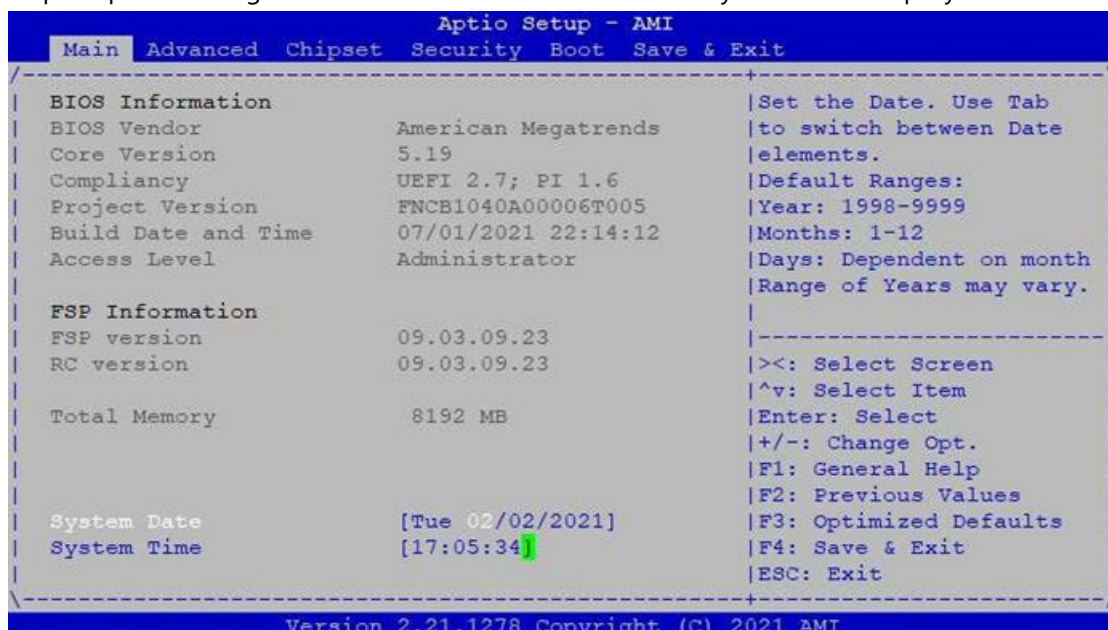 Aptio Setup - AMI
Main Advanced Chipset Security Boot Save & Exit
BIOS Information
BIOS Vendor American Megatrends
Core Version 5.19
Compliancy UEFI 2.7; PI 1.6
Project Version FNCB1040A00006T005
Build Date and Time 07/01/2021 22:14:12
Access Level Administrator
FSP Information
FSP version 09.03.09.23
RC version 09.03.09.23
Total Memory 8192 MB
System Date [Tue 02/02/2021]
System Time [17:05:34]
Set the Date. Use Tab
to switch between Date
elements.
Default Ranges:
Year: 1998-9999
Months: 1-12
Days: Dependent on month
Range of Years may vary.
><: Select Screen
^v: Select Item
Enter: Select
+/-: Change Opt.
F1: General Help
F2: Previous Values
F3: Optimized Defaults
F4: Save & Exit
ESC: Exit
Version 2.21.1278 Copyright (C) 2021 AMI